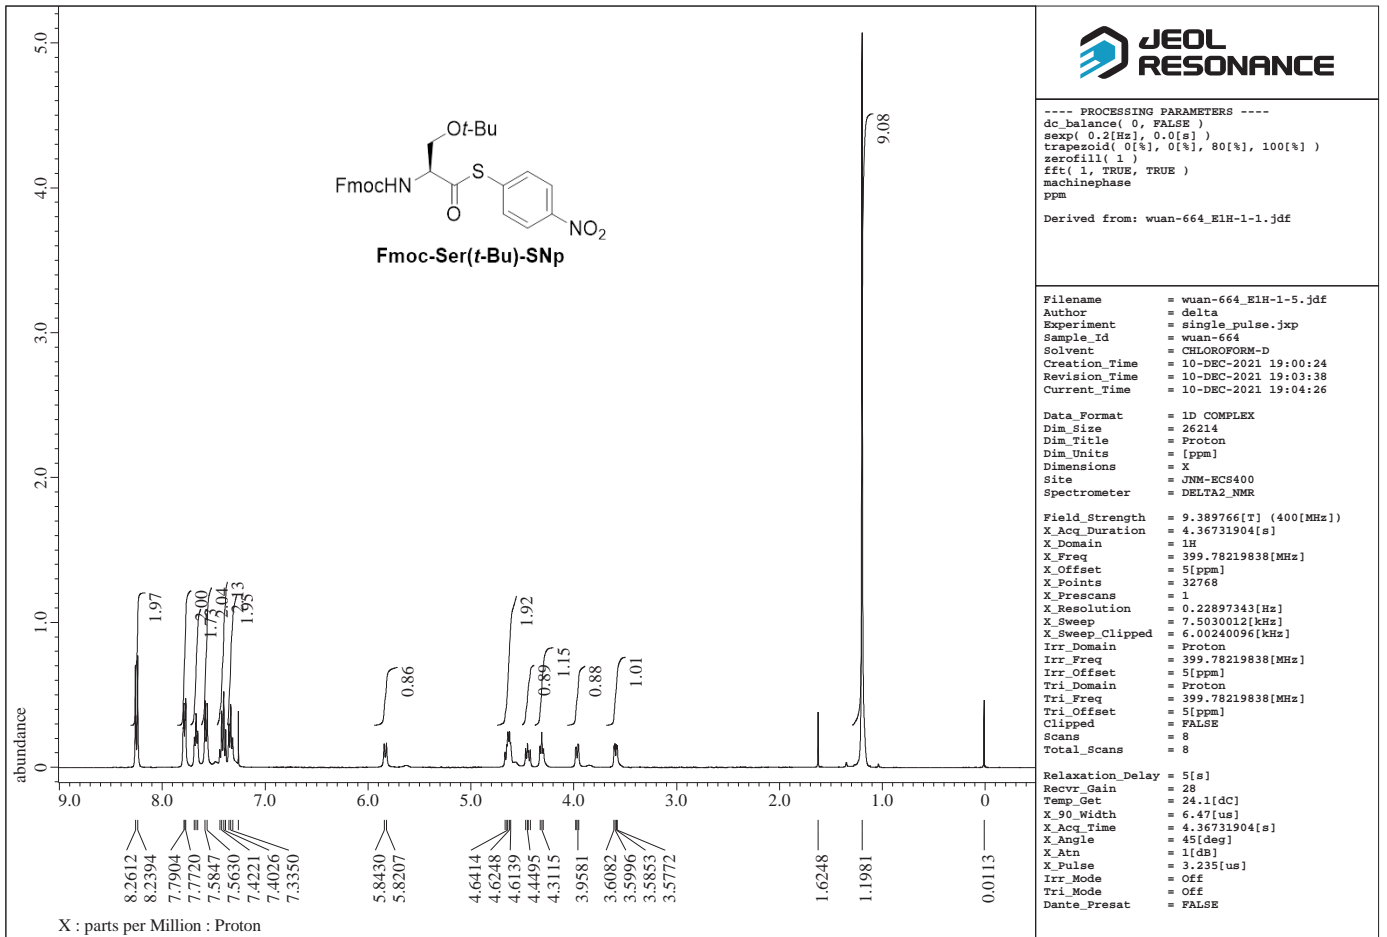 5.0
4.0
3.0
2.0
1.0
0
abundance
Ot-Bu
FmocHN
S
O
NO2
Fmoc-Ser(t-Bu)-SNp
1.97
2.00
1.73
2.04
2.13
1.95
0.86
1.92
0.89
1.15
0.88
1.01
9.08
9.0 8.0 7.0 6.0 5.0 4.0 3.0 2.0 1.0 0
8.2612
8.2394
7.7904
7.7720
7.5847
7.5630
7.4221
7.4026
7.3350
5.8430
5.8207
4.6414
4.6248
4.6139
4.4495
4.3115
3.9581
3.6082
3.5996
3.5853
3.5772
1.6248
1.1981
0.0113
X : parts per Million : Proton
JEOL
RESONANCE
---- PROCESSING PARAMETERS ----
dc_balance( 0, FALSE )
sexp( 0.2[Hz], 0.0[s] )
trapezoid( 0[%], 0[%], 80[%], 100[%] )
zerofill( 1 )
fft( 1, TRUE, TRUE )
machinephase
ppm
Derived from: wuan-664_E1H-1-1.jdf
Filename = wuan-664_E1H-1-5.jdf
Author = delta
Experiment = single_pulse.jxp
Sample_Id = wuan-664
Solvent = CHLOROFORM-D
Creation_Time = 10-DEC-2021 19:00:24
Revision_Time = 10-DEC-2021 19:03:38
Current_Time = 10-DEC-2021 19:04:26
Data_Format = 1D COMPLEX
Dim_Size = 26214
Dim_Title = Proton
Dim_Units = [ppm]
Dimensions = X
Site = JNM-ECS400
Spectrometer = DELTA2_NMR
Field_Strength = 9.389766[T] (400[MHz])
X_Acq_Duration = 4.36731904[s]
X_Domain = 1H
X_Freq = 399.78219838[MHz]
X_Offset = 5[ppm]
X_Points = 32768
X_Prescans = 1
X_Resolution = 0.22897343[Hz]
X_Sweep = 7.5030012[kHz]
X_Sweep_Clipped = 6.00240096[kHz]
Irr_Domain = Proton
Irr_Freq = 399.78219838[MHz]
Irr_Offset = 5[ppm]
Tri_Domain = Proton
Tri_Freq = 399.78219838[MHz]
Tri_Offset = 5[ppm]
Clipped = FALSE
Scans = 8
Total_Scans = 8
Relaxation_Delay = 5[s]
Recvr_Gain = 28
Temp_Get = 24.1[dC]
X_90_Width = 6.47[us]
X_Acq_Time = 4.36731904[s]
X_Angle = 45[deg]
X_Atn = 1[dB]
X_Pulse = 3.235[us]
Irr_Mode = Off
Tri_Mode = Off
Dante_Presat = FALSE